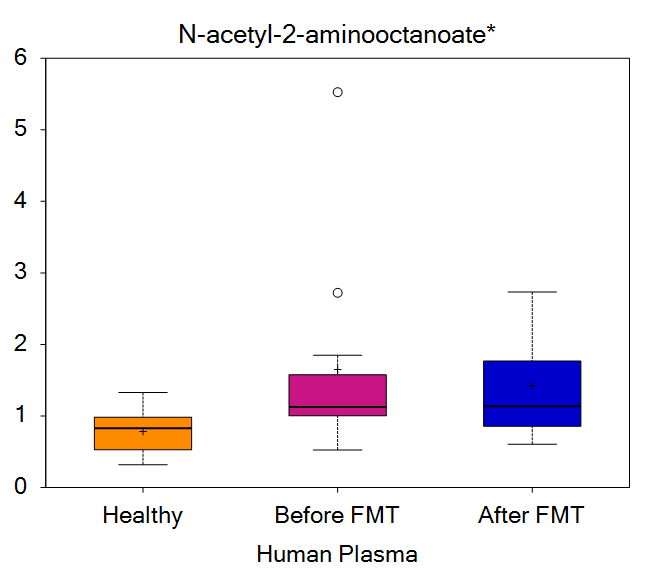 N-acetyl-2-aminooctanoate*
6
5
4
3
2
1
0
Healthy Before FMT After FMT
Human Plasma